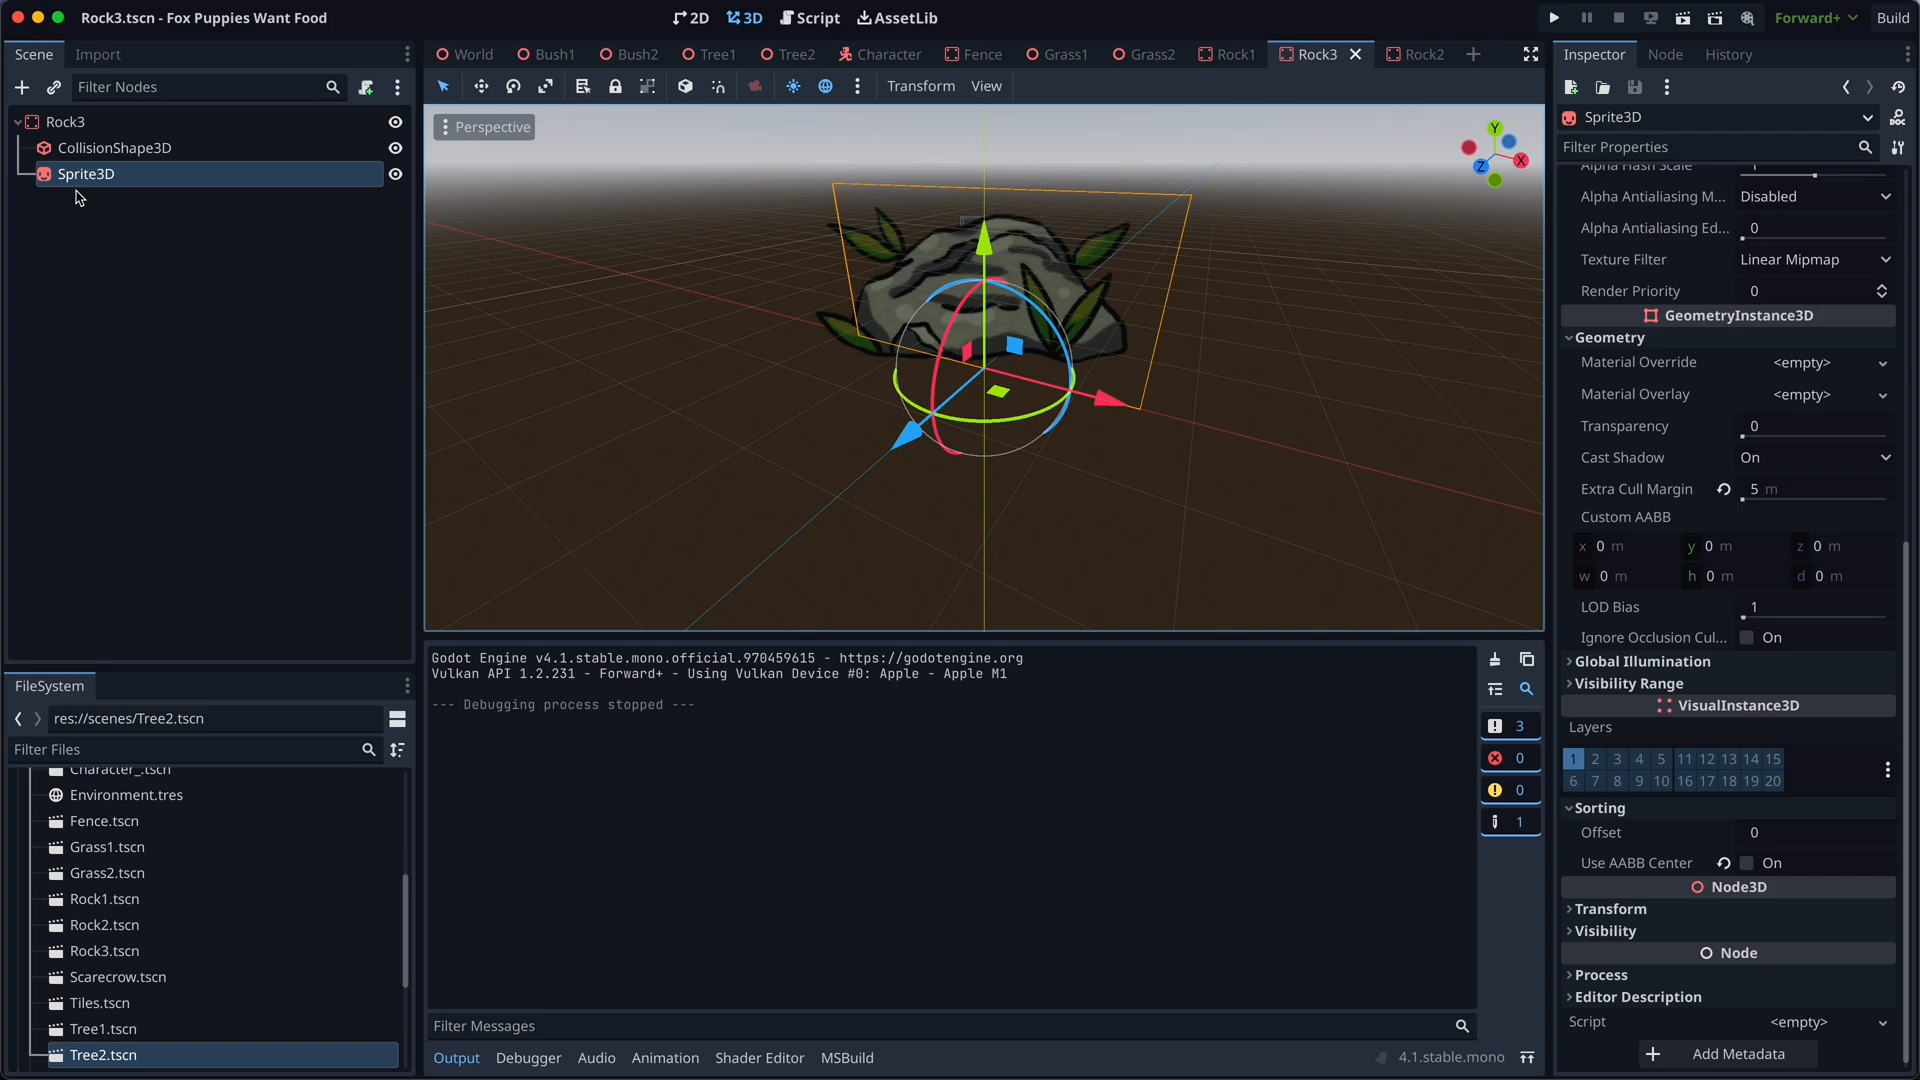 Rock3.tscn - Fox Puppies Want Food
2D 3D Script AssetLib
Forward+ Build
Scene Import
Filter Nodes
Rock3
CollisionShape3D
Sprite3D
World Bush1 Bush2 Tree1 Tree2 Character Fence Grass1 Grass2 Rock1 Rock3 Rock2
Transform View
Perspective
Y X Z
FileSystem
res://scenes/Tree2.tscn
Filter Files
Character_.tscn
Environment.tres
Fence.tscn
Grass1.tscn
Grass2.tscn
Rock1.tscn
Rock2.tscn
Rock3.tscn
Scarecrow.tscn
Tiles.tscn
Tree1.tscn
Tree2.tscn
Godot Engine v4.1.stable.mono.official.970459615 - https://godotengine.org
Vulkan API 1.2.231 - Forward+ - Using Vulkan Device #0: Apple - Apple M1
--- Debugging process stopped ---
3
0
0
1
Filter Messages
Output Debugger Audio Animation Shader Editor MSBuild 4.1.stable.mono
Inspector Node History
Sprite3D
Filter Properties
Alpha Hash Scale 1
Alpha Antialiasing M... Disabled
Alpha Antialiasing Ed... 0
Texture Filter Linear Mipmap
Render Priority 0
GeometryInstance3D
Geometry
Material Override <empty>
Material Overlay <empty>
Transparency 0
Cast Shadow On
Extra Cull Margin 5 m
Custom AABB
x 0 m y 0 m z 0 m
w 0 m h 0 m d 0 m
LOD Bias 1
Ignore Occlusion Cul... On
Global Illumination
Visibility Range
VisualInstance3D
Layers
1 2 3 4 5 11 12 13 14 15
6 7 8 9 10 16 17 18 19 20
Sorting
Offset 0
Use AABB Center On
Node3D
Transform
Visibility
Node
Process
Editor Description
Script <empty>
Add Metadata